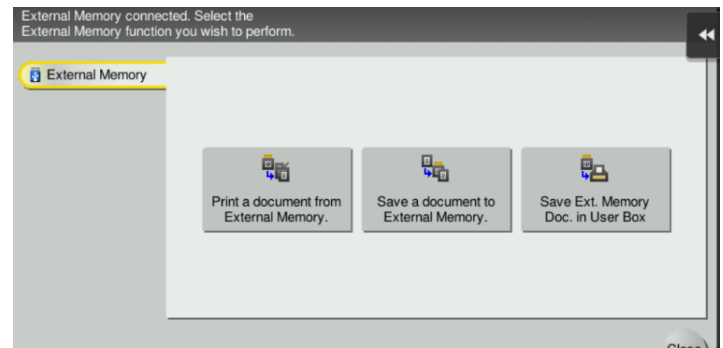 External Memory connected. Select the
External Memory function you wish to perform.
External Memory
Print a document from
External Memory.
Save a document to
External Memory.
Save Ext. Memory
Doc. in User Box
Close